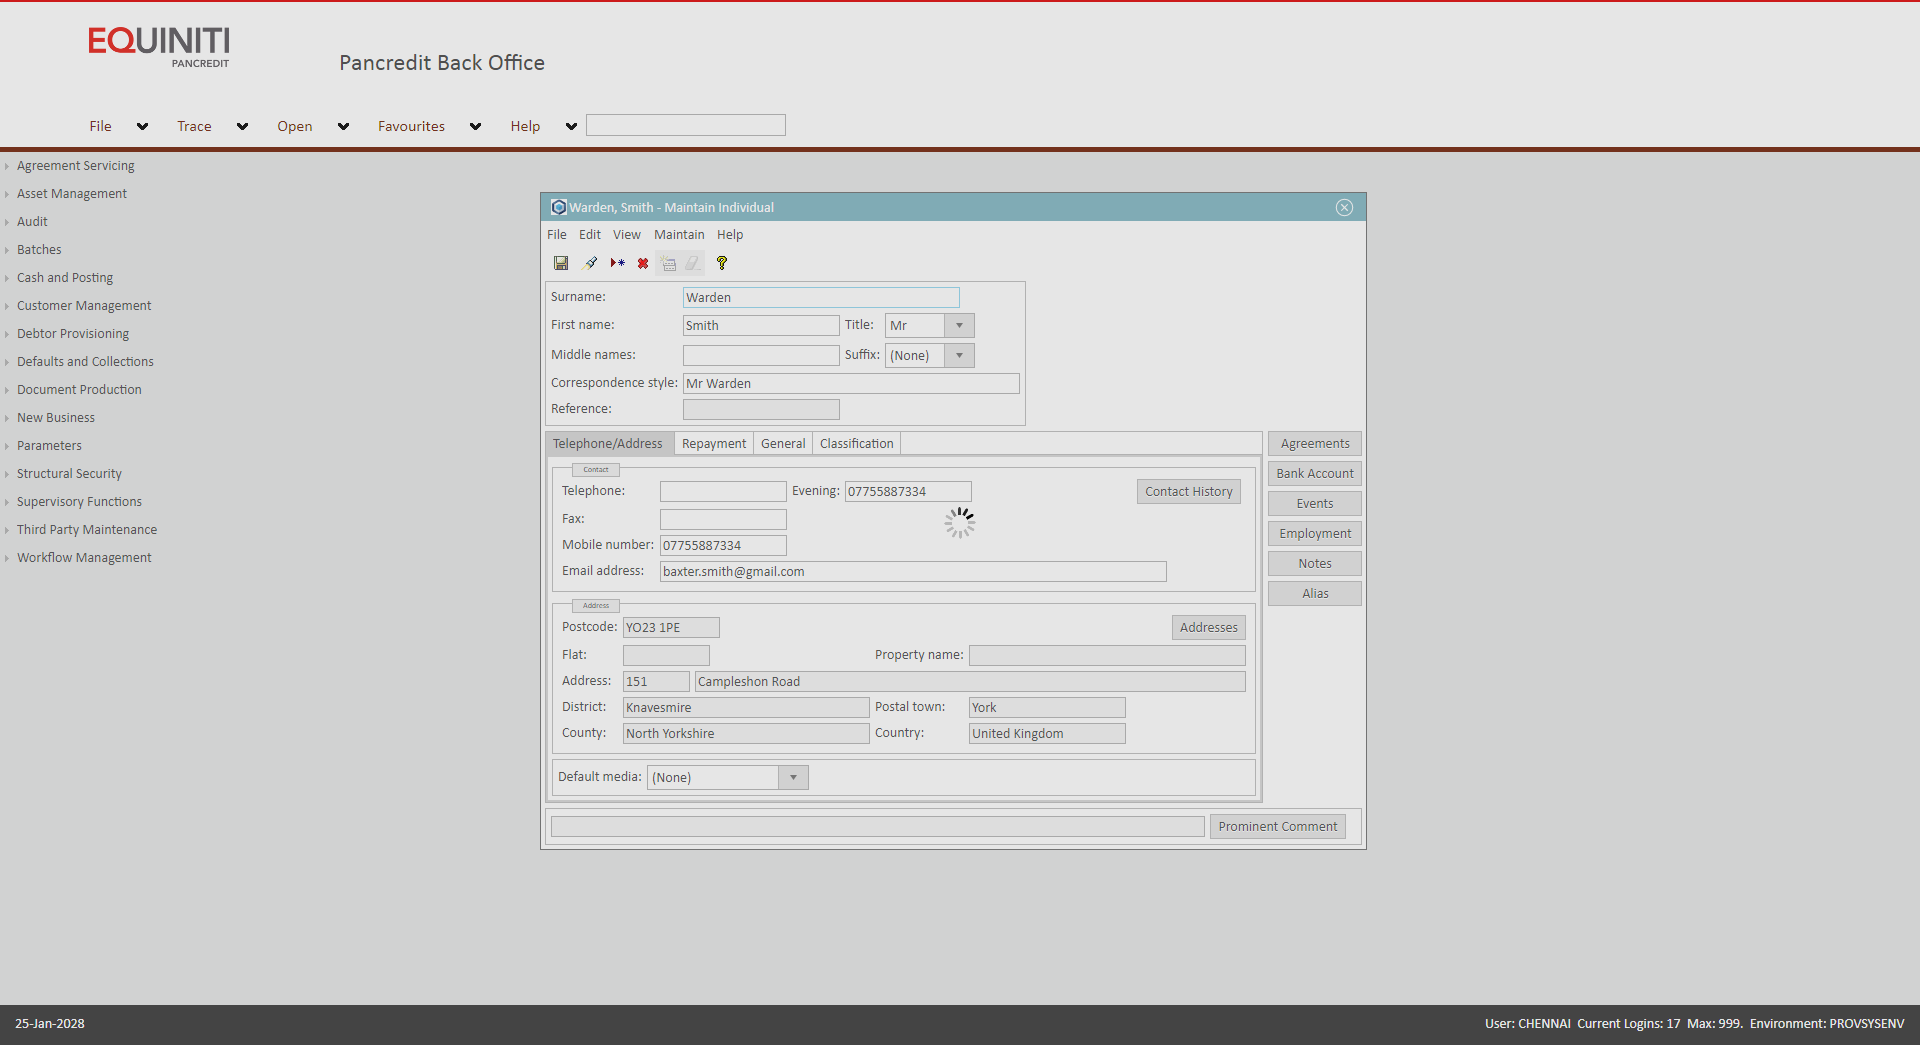 EQUINITI
PANCREDIT
Pancredit Back Office
File Trace Open Favourites Help
Agreement Servicing
Asset Management
Audit
Batches
Cash and Posting
Customer Management
Debtor Provisioning
Defaults and Collections
Document Production
New Business
Parameters
Structural Security
Supervisory Functions
Third Party Maintenance
Workflow Management
Warden, Smith - Maintain Individual
File Edit View Maintain Help
Surname: Warden
First name: Smith Title: Mr
Middle names: Suffix: (None)
Correspondence style: Mr Warden
Reference:
Telephone/Address Repayment General Classification
Contact
Telephone: Evening: 07755887334 Contact History
Fax:
Mobile number: 07755887334
Email address: baxter.smith@gmail.com
Address
Postcode: YO23 1PE Addresses
Flat: Property name:
Address: 151 Campleshon Road
District: Knavesmire Postal town: York
County: North Yorkshire Country: United Kingdom
Default media: (None)
Prominent Comment
Agreements
Bank Account
Events
Employment
Notes
Alias
25-Jan-2028
User: CHENNAI Current Logins: 17 Max: 999. Environment: PROVSYSENV